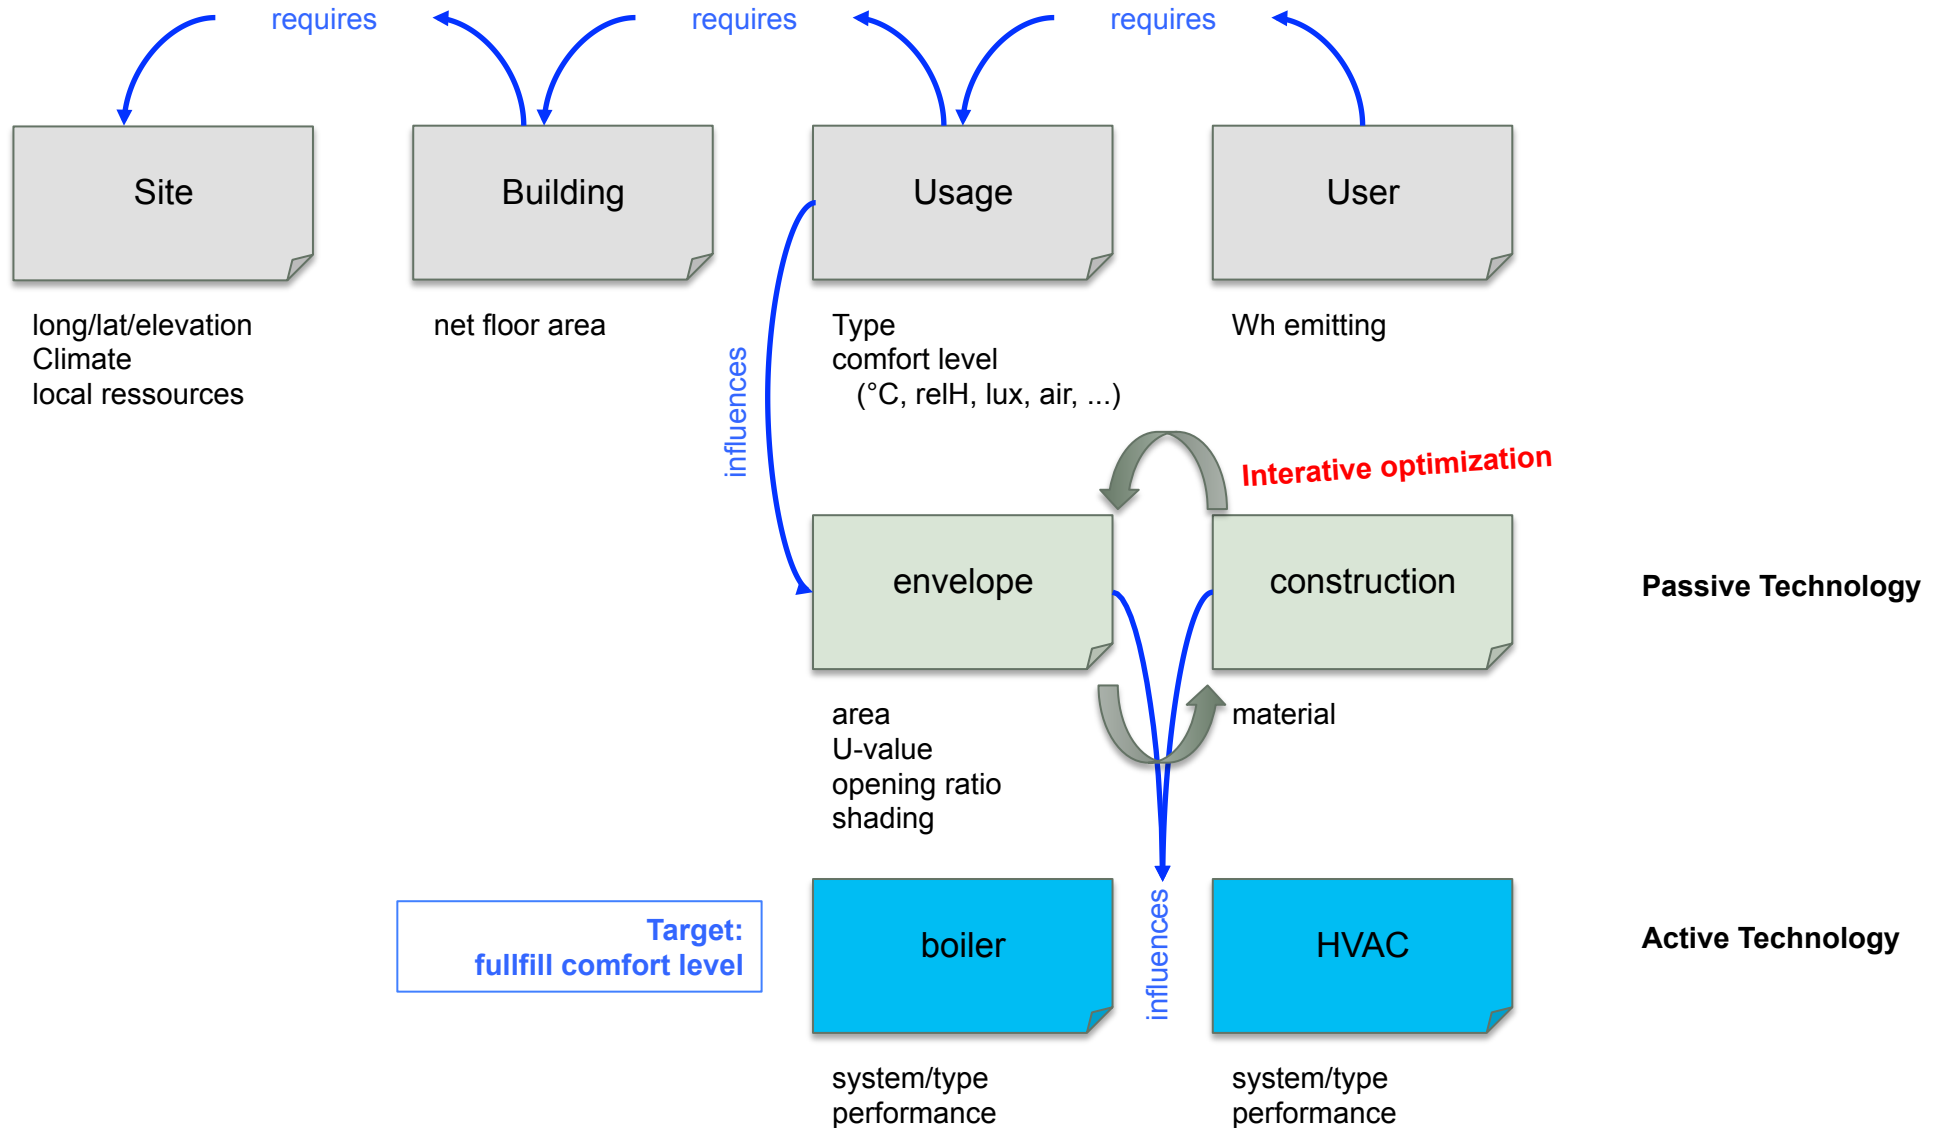 requires
requires
requires
Site
Building
Usage
User
long/lat/elevation
Climate
local ressources
net floor area
Type
comfort level
(°C, relH, lux, air, ...)
Wh emitting
influences
Interative optimization
envelope
construction
Passive Technology
area
U-value
opening ratio
shading
material
Target:
fullfill comfort level
boiler
influences
HVAC
Active Technology
system/type
performance
system/type
performance